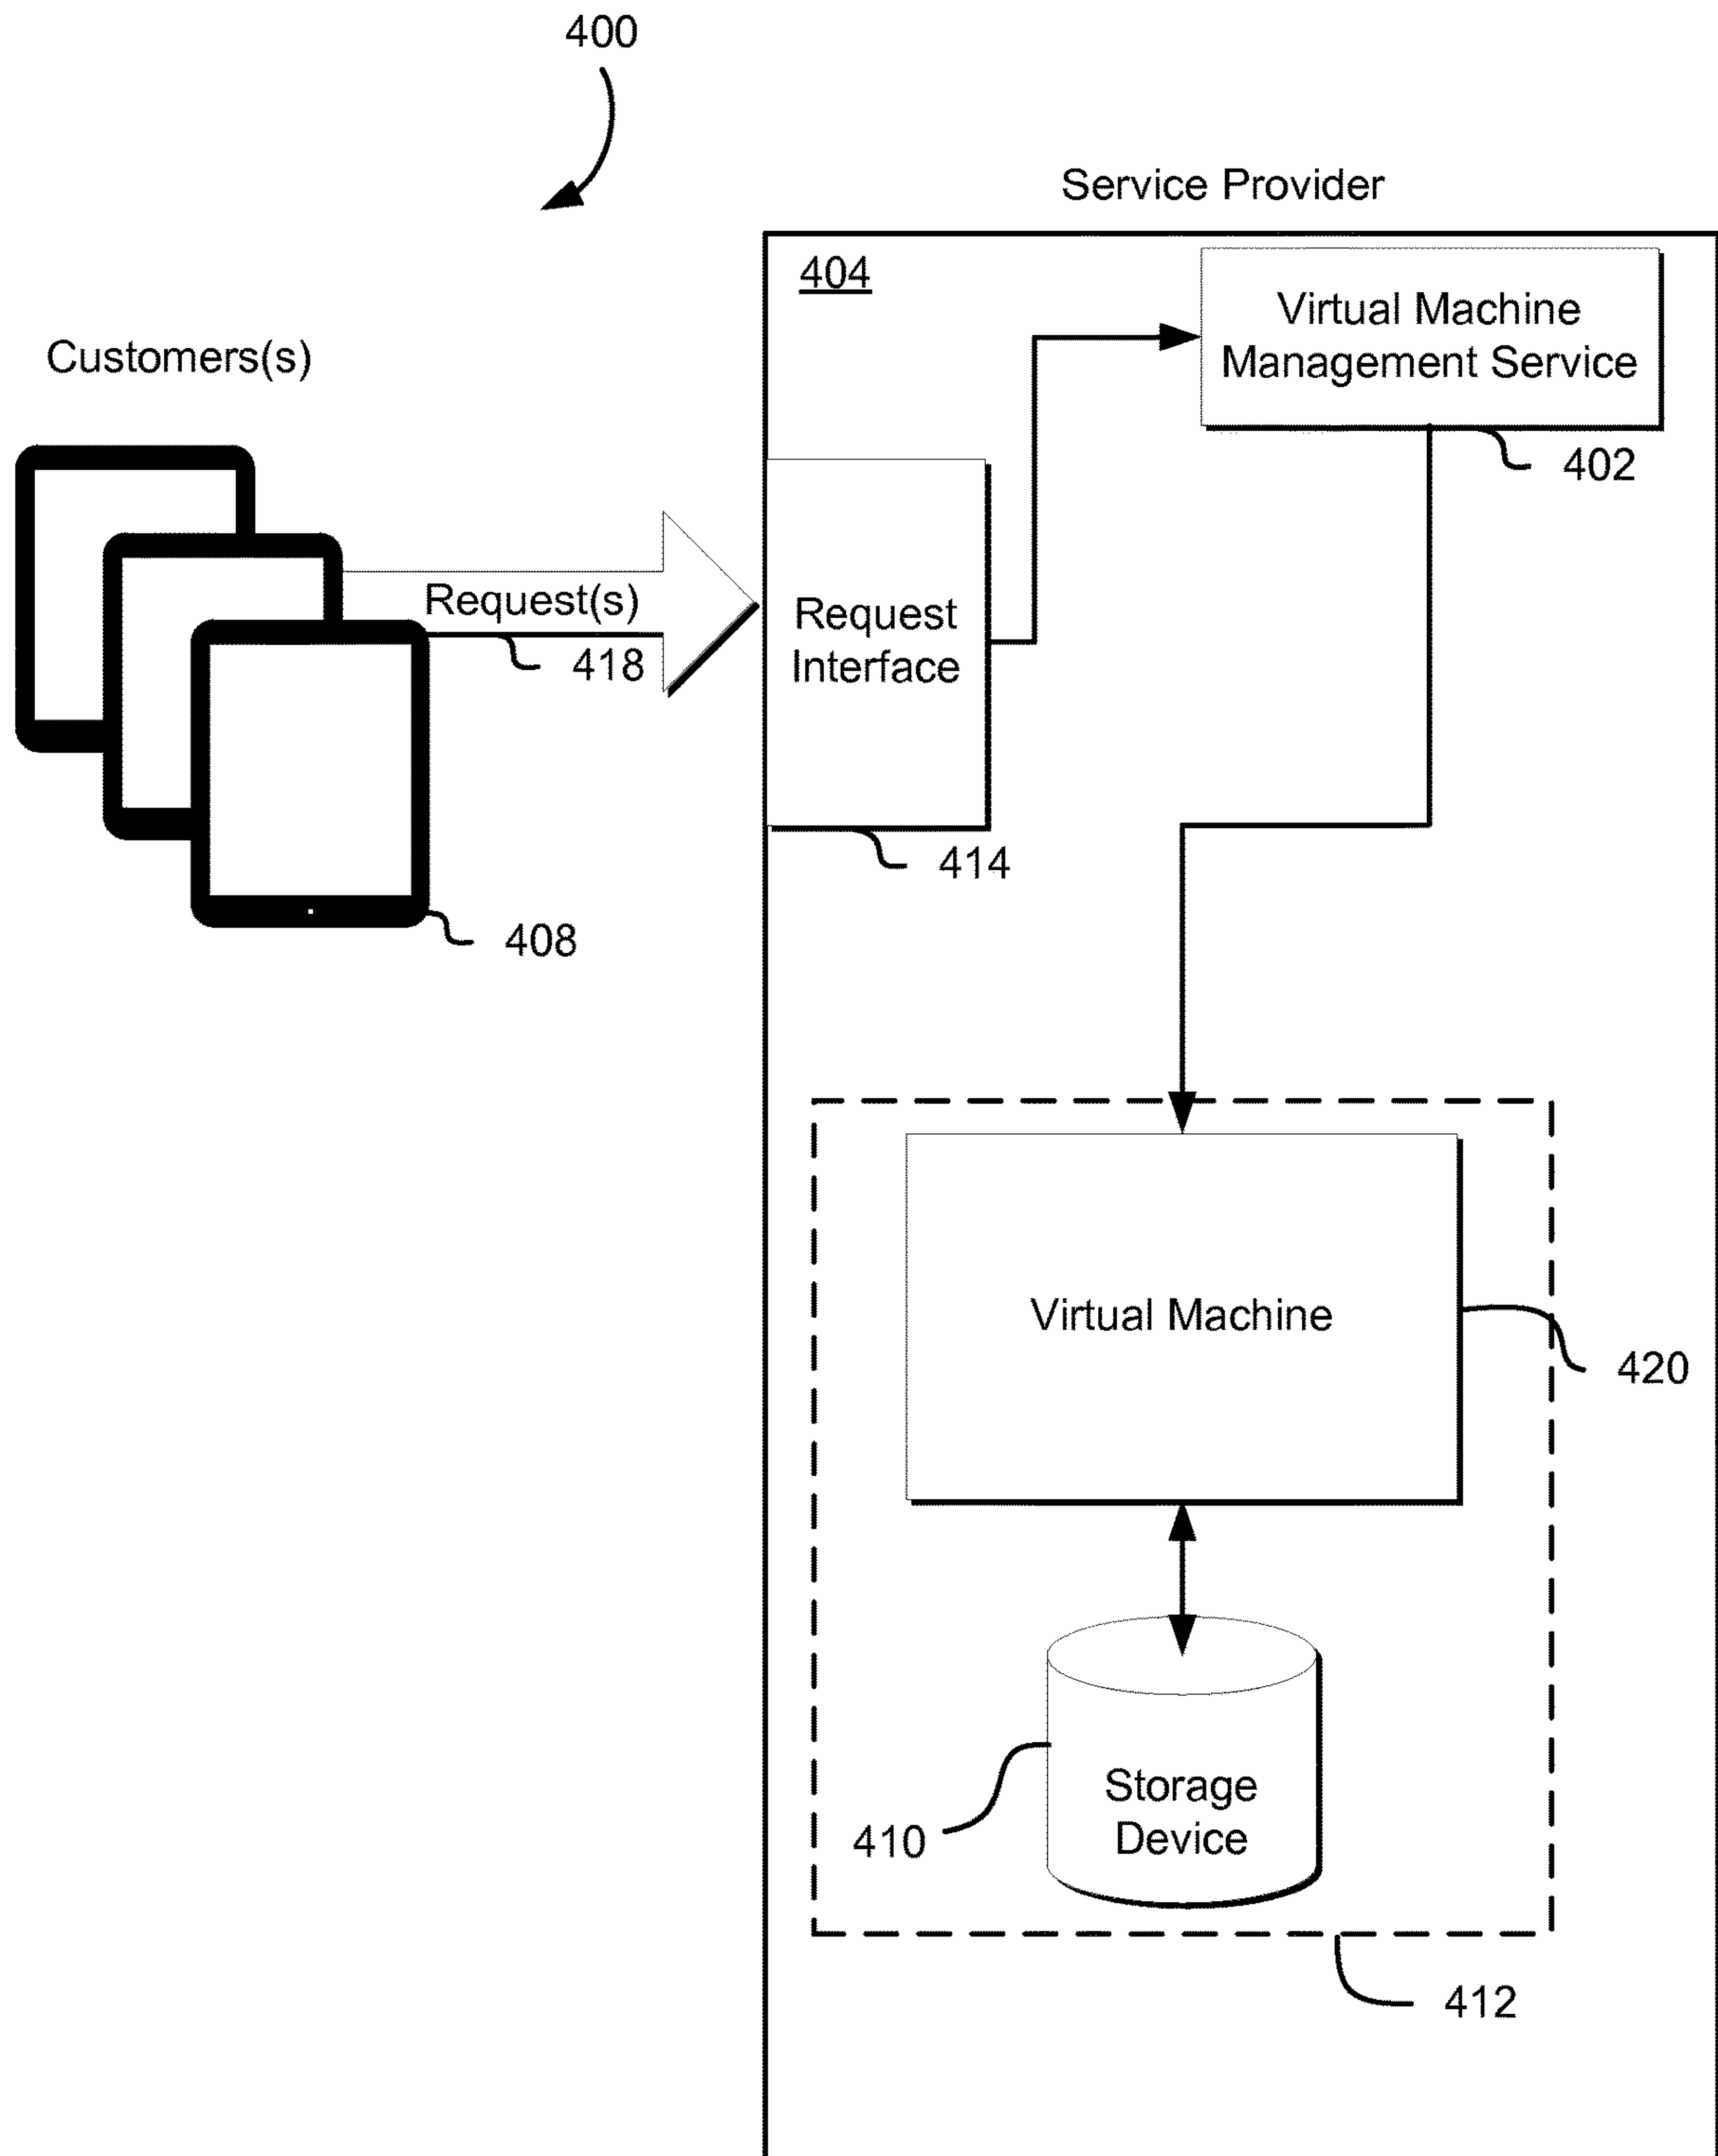 400
Service Provider
404
Virtual Machine
Management Service
402
Customers(s)
Request(s)
418
Request
Interface
414
408
Virtual Machine
420
Storage
Device
410
412